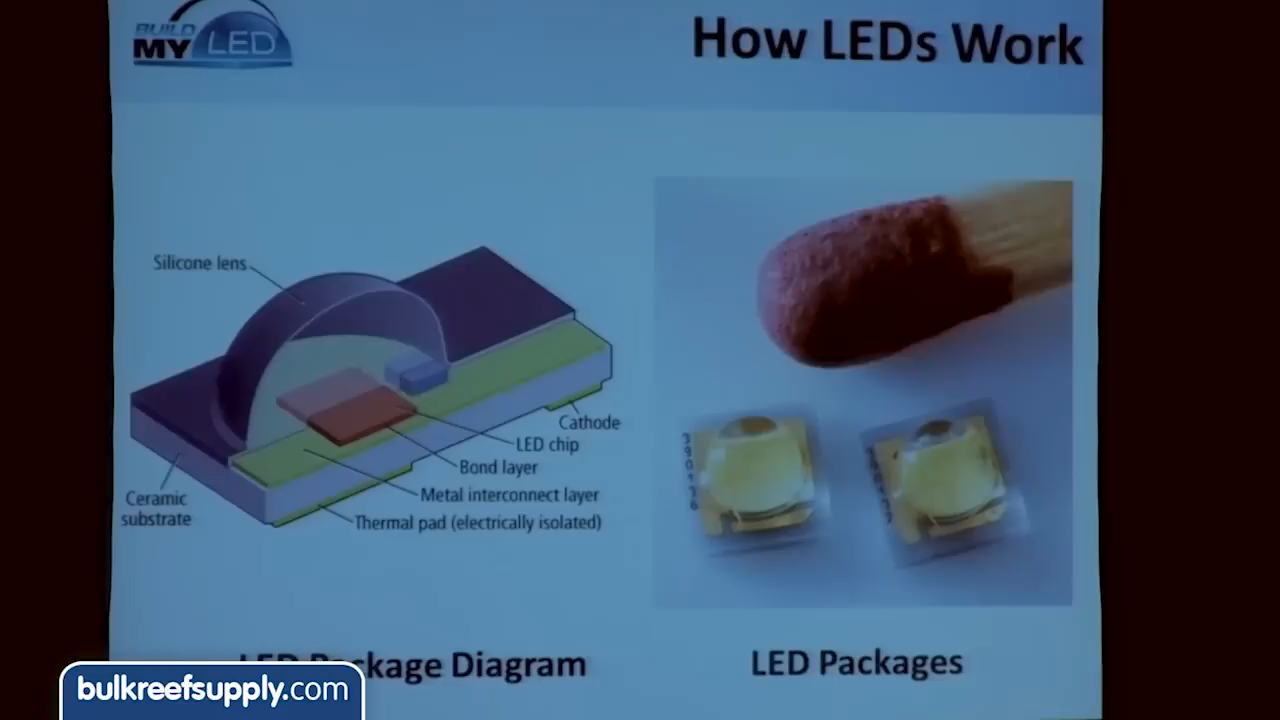 BUILD
MY LED
How LEDs Work
Silicone lens
Cathode
LED chip
Bond layer
Metal interconnect layer
Thermal pad (electrically isolated)
Ceramic
substrate
LED Package Diagram
LED Packages
bulkreefsupply.com